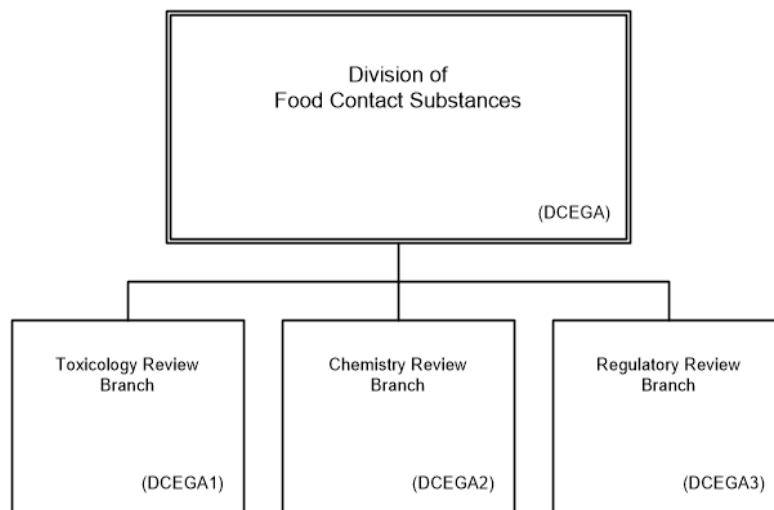 Division of
Food Contact Substances
(DCEGA)
Toxicology Review
Branch
(DCEGA1)
Chemistry Review
Branch
(DCEGA2)
Regulatory Review
Branch
(DCEGA3)